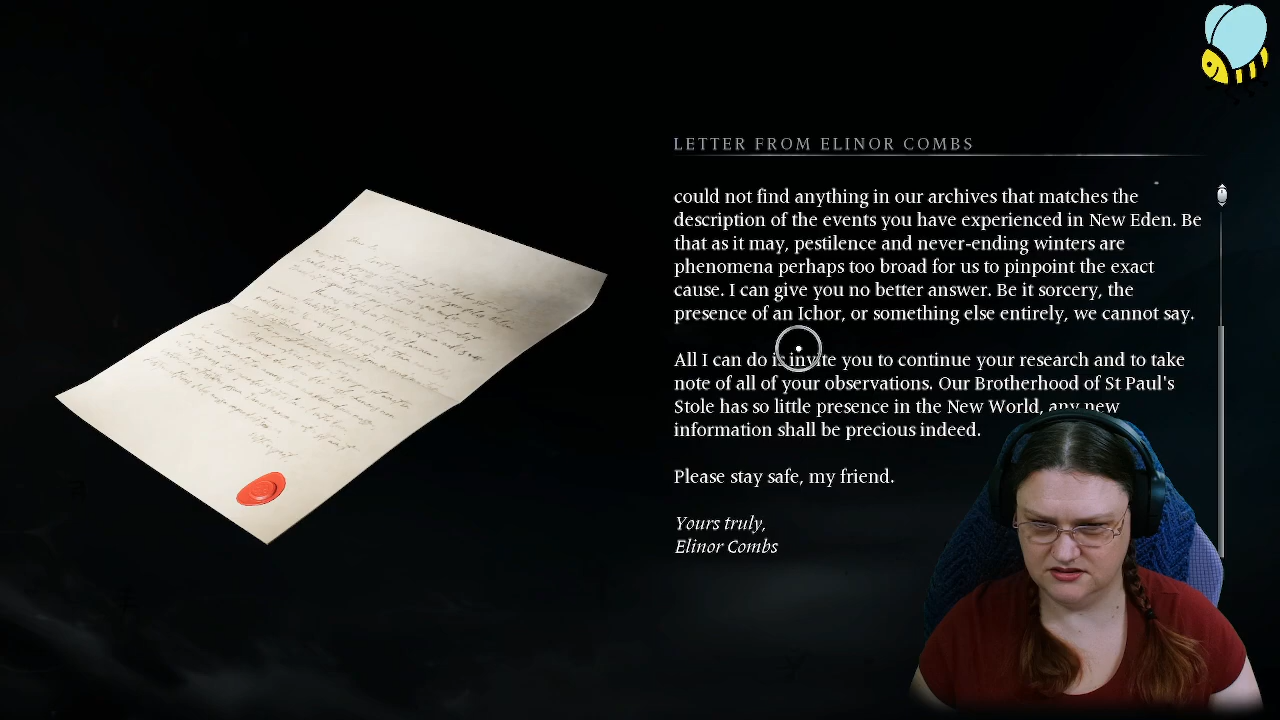 LETTER FROM ELINOR COMBS
could not find anything in our archives that matches the
description of the events you have experienced in New Eden. Be
that as it may, pestilence and never-ending winters are
phenomena perhaps too broad for us to pinpoint the exact
cause. I can give you no better answer. Be it sorcery, the
presence of an Ichor, or something else entirely, we cannot say.
All I can do is invite you to continue your research and to take
note of all of your observations. Our Brotherhood of St Paul's
Stole has so little presence in the New World, any new
information shall be precious indeed.
Please stay safe, my friend.
Yours truly,
Elinor Combs